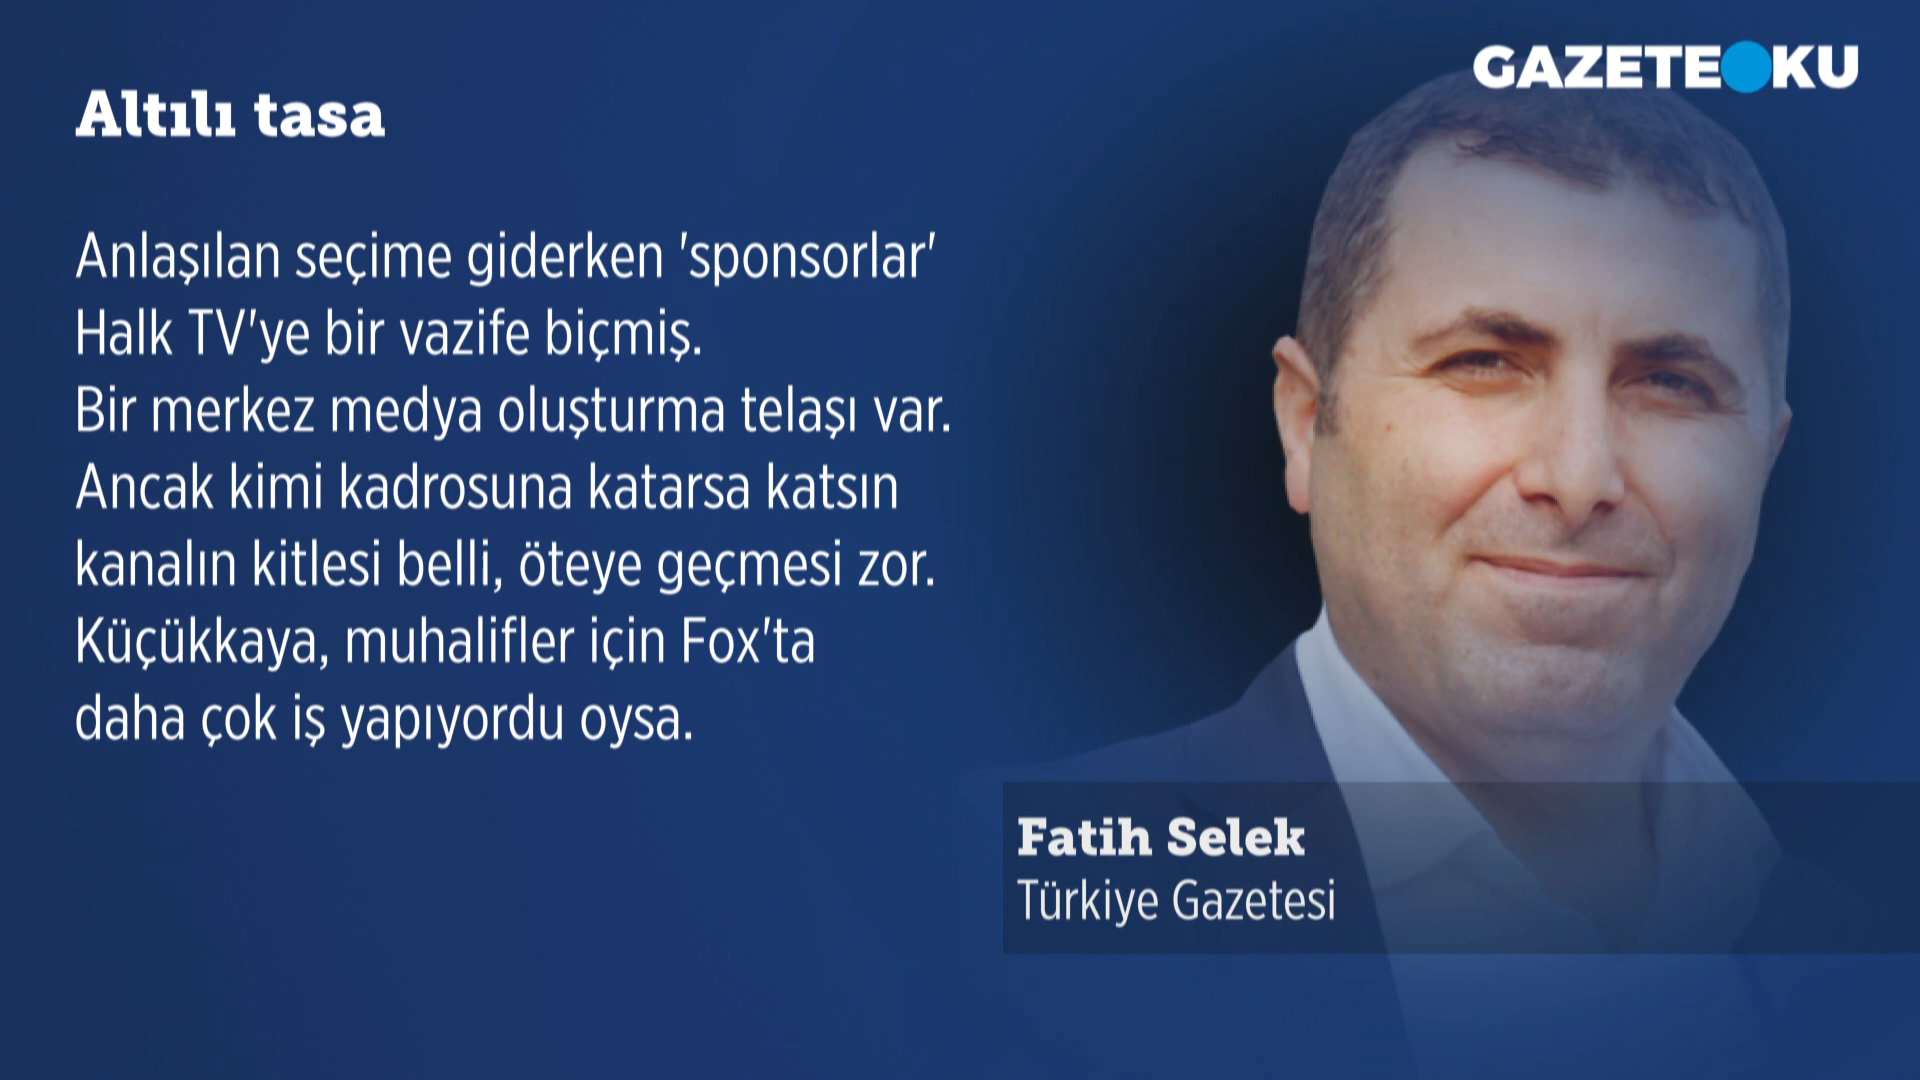 GAZETE KU
Altılı tasa
Anlaşılan seçime giderken 'sponsorlar'
Halk TV'ye bir vazife biçmiş.
Bir merkez medya oluşturma telaşı var.
Ancak kimi kadrosuna katarsa katsın
kanalın kitlesi belli, öteye geçmesi zor.
Küçükkaya, muhalifler için Fox'ta
daha çok iş yapıyordu oysa.
Fatih Selek
Türkiye Gazetesi